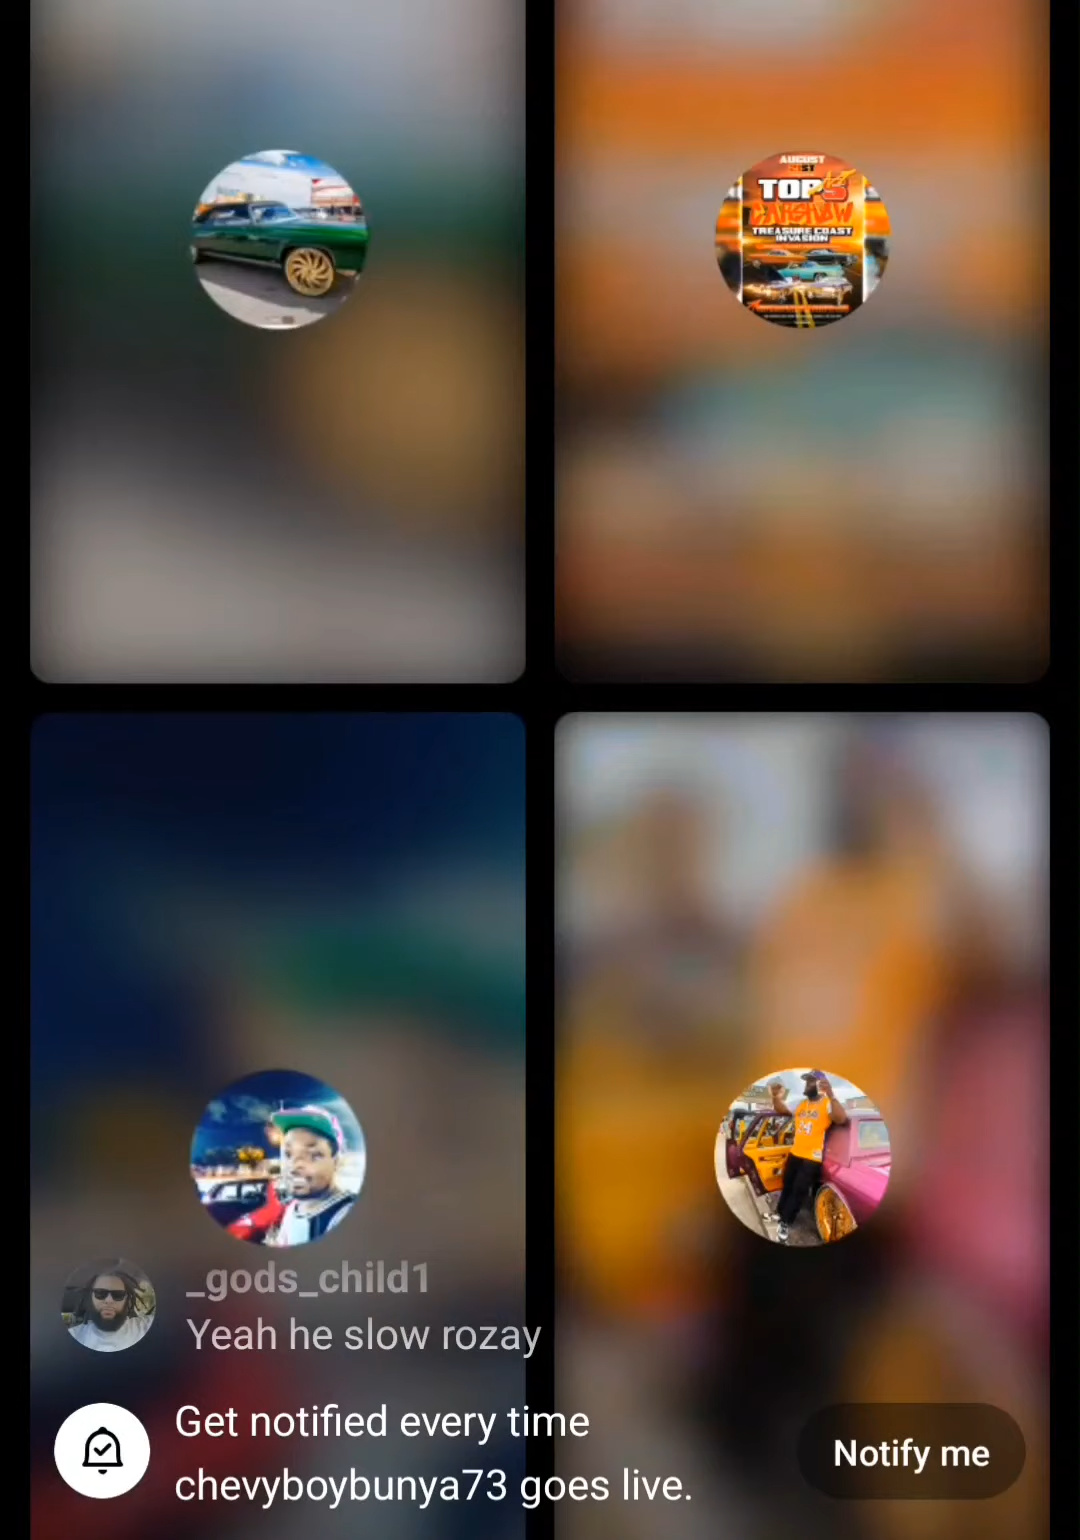 AUGUST
TOP
CARSHOW
TREASURE COAST
INVASION
_gods_child1
Yeah he slow rozay
Get notified every time
chevyboybunya73 goes live.
Notify me